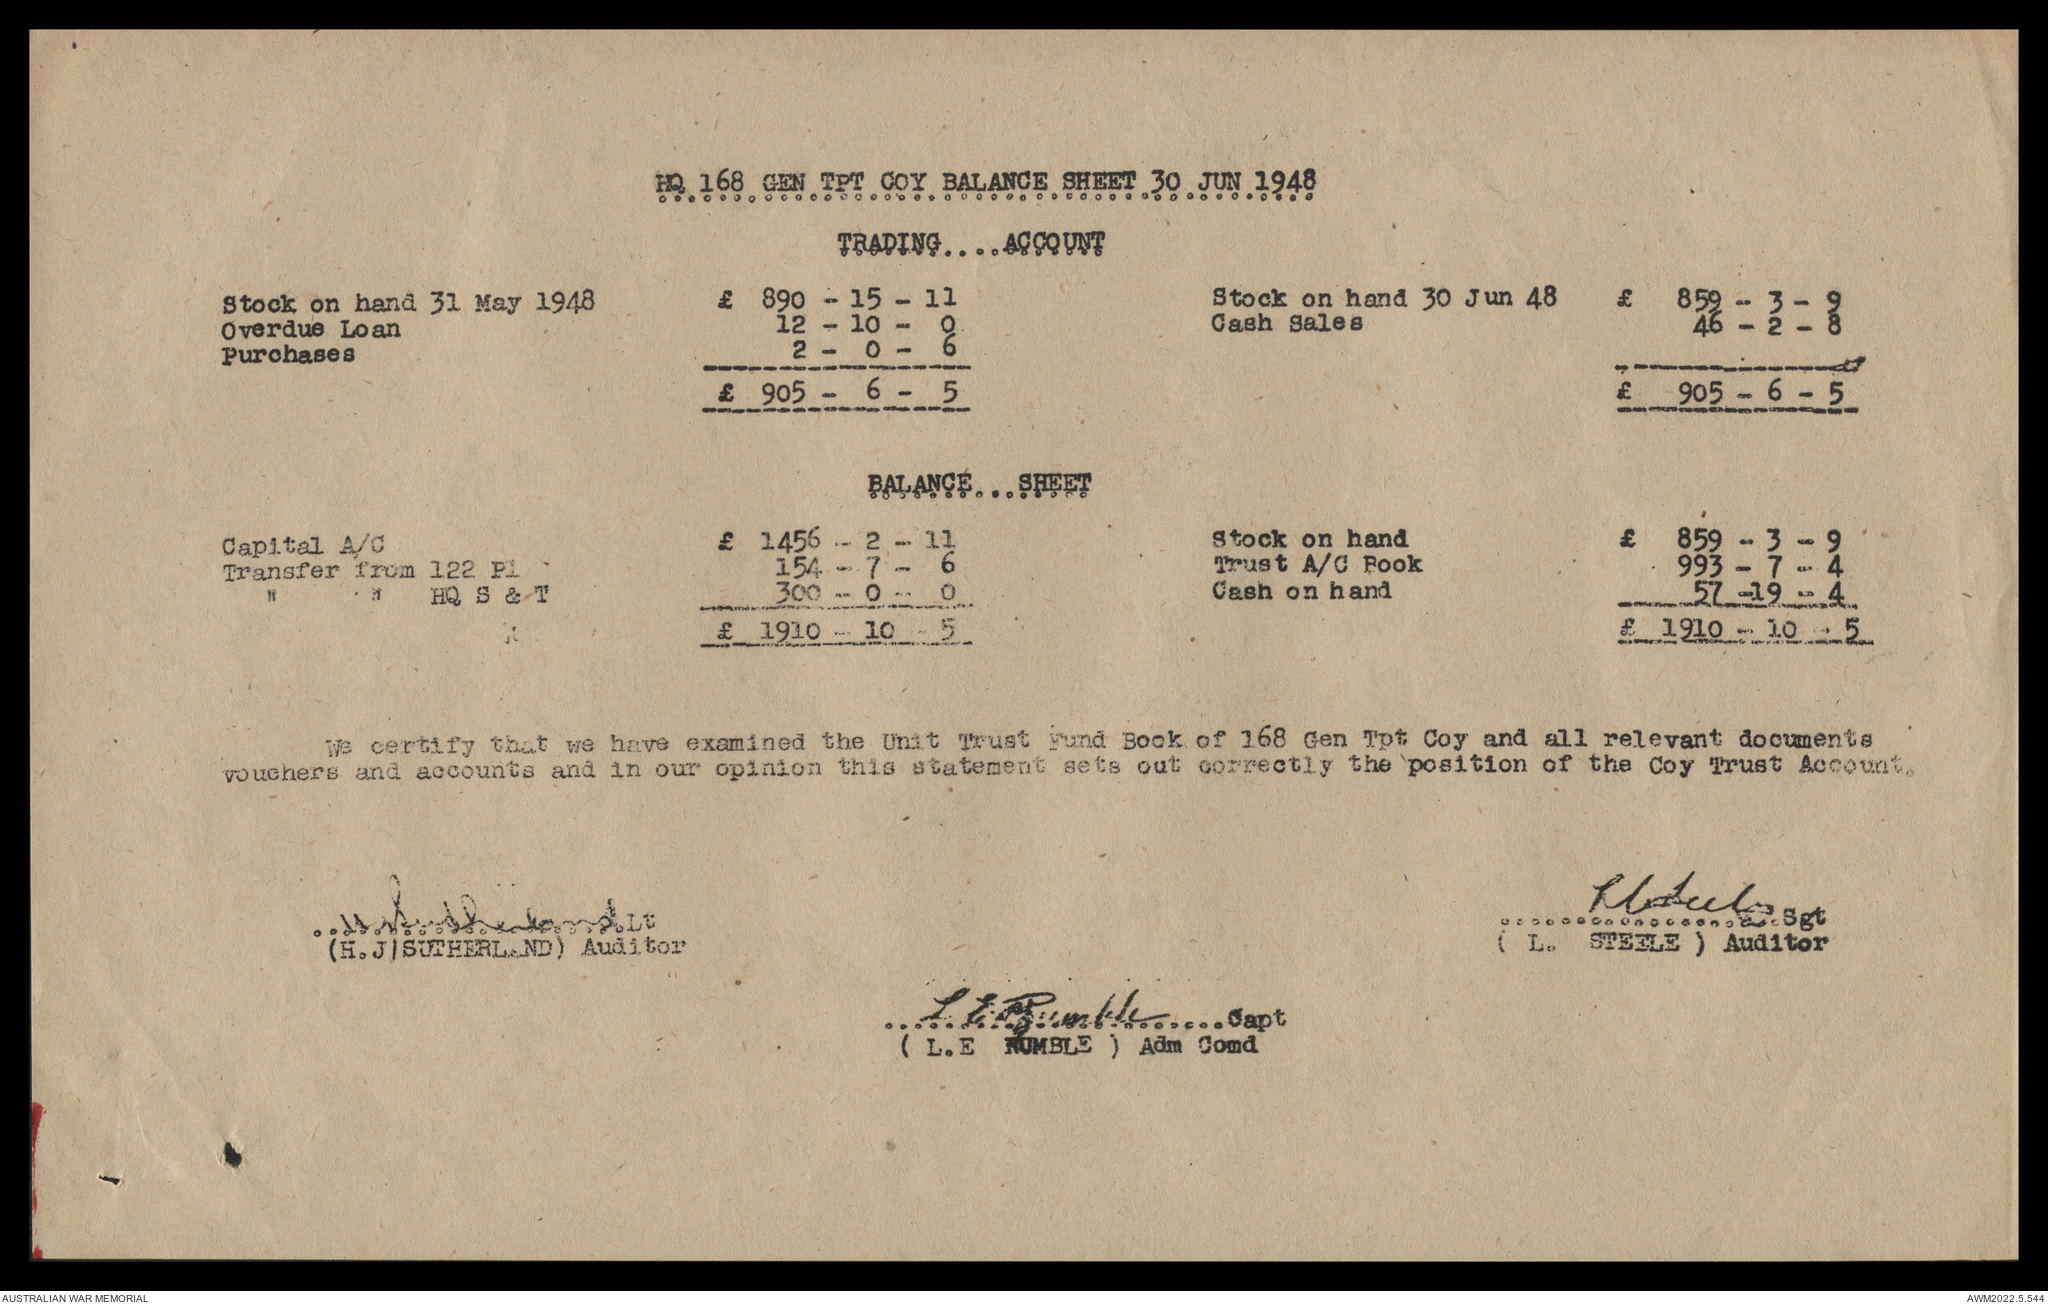 HQ 168 GEN TPT COY BALANCE SHEET 30 JUN 1948
TRADING....ACCOUNT
Stock on hand 31 May 1948 £ 890 - 15 - 11 Stock on hand 30 Jun 48 £ 859 - 3 - 9
Overdue Loan 12 - 10 - 0 Cash Sales 46 - 2 - 8
Purchases 2 - 0 - 6
£ 905 - 6 - 5 £ 905 - 6 - 5
BALANCE...SHEET
Capital A/C £ 1456 - 2 - 11 Stock on hand £ 859 - 3 - 9
Transfer from 122 Pl 154 - 7 - 6 Trust A/C Book 993 - 7 - 4
" " HQ S & T 300 - 0 - 0 Cash on hand 57 -19 - 4
£ 1910 - 10 - 5 £ 1910 - 10 - 5
We certify that we have examined the Unit Trust Fund Book of 168 Gen Tpt Coy and all relevant documents
vouchers and accounts and in our opinion this statement sets out correctly the position of the Coy Trust Account.
Sutherland Lt
(H.J SUTHERLAND) Auditor
L Steele Sgt
( L. STEELE ) Auditor
L E Rumble Capt
( L.E RUMBLE ) Adm Comd
AUSTRALIAN WAR MEMORIAL
AWM2022.5.544